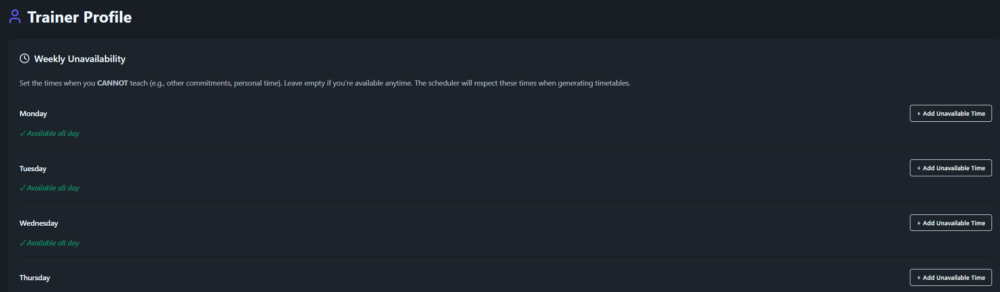 Trainer Profile
Weekly Unavailability
Set the times when you CANNOT teach (e.g., other commitments, personal time). Leave empty if you're available anytime. The scheduler will respect these times when generating timetables.
Monday
+ Add Unavailable Time
✓ Available all day
Tuesday
+ Add Unavailable Time
✓ Available all day
Wednesday
+ Add Unavailable Time
✓ Available all day
Thursday
+ Add Unavailable Time